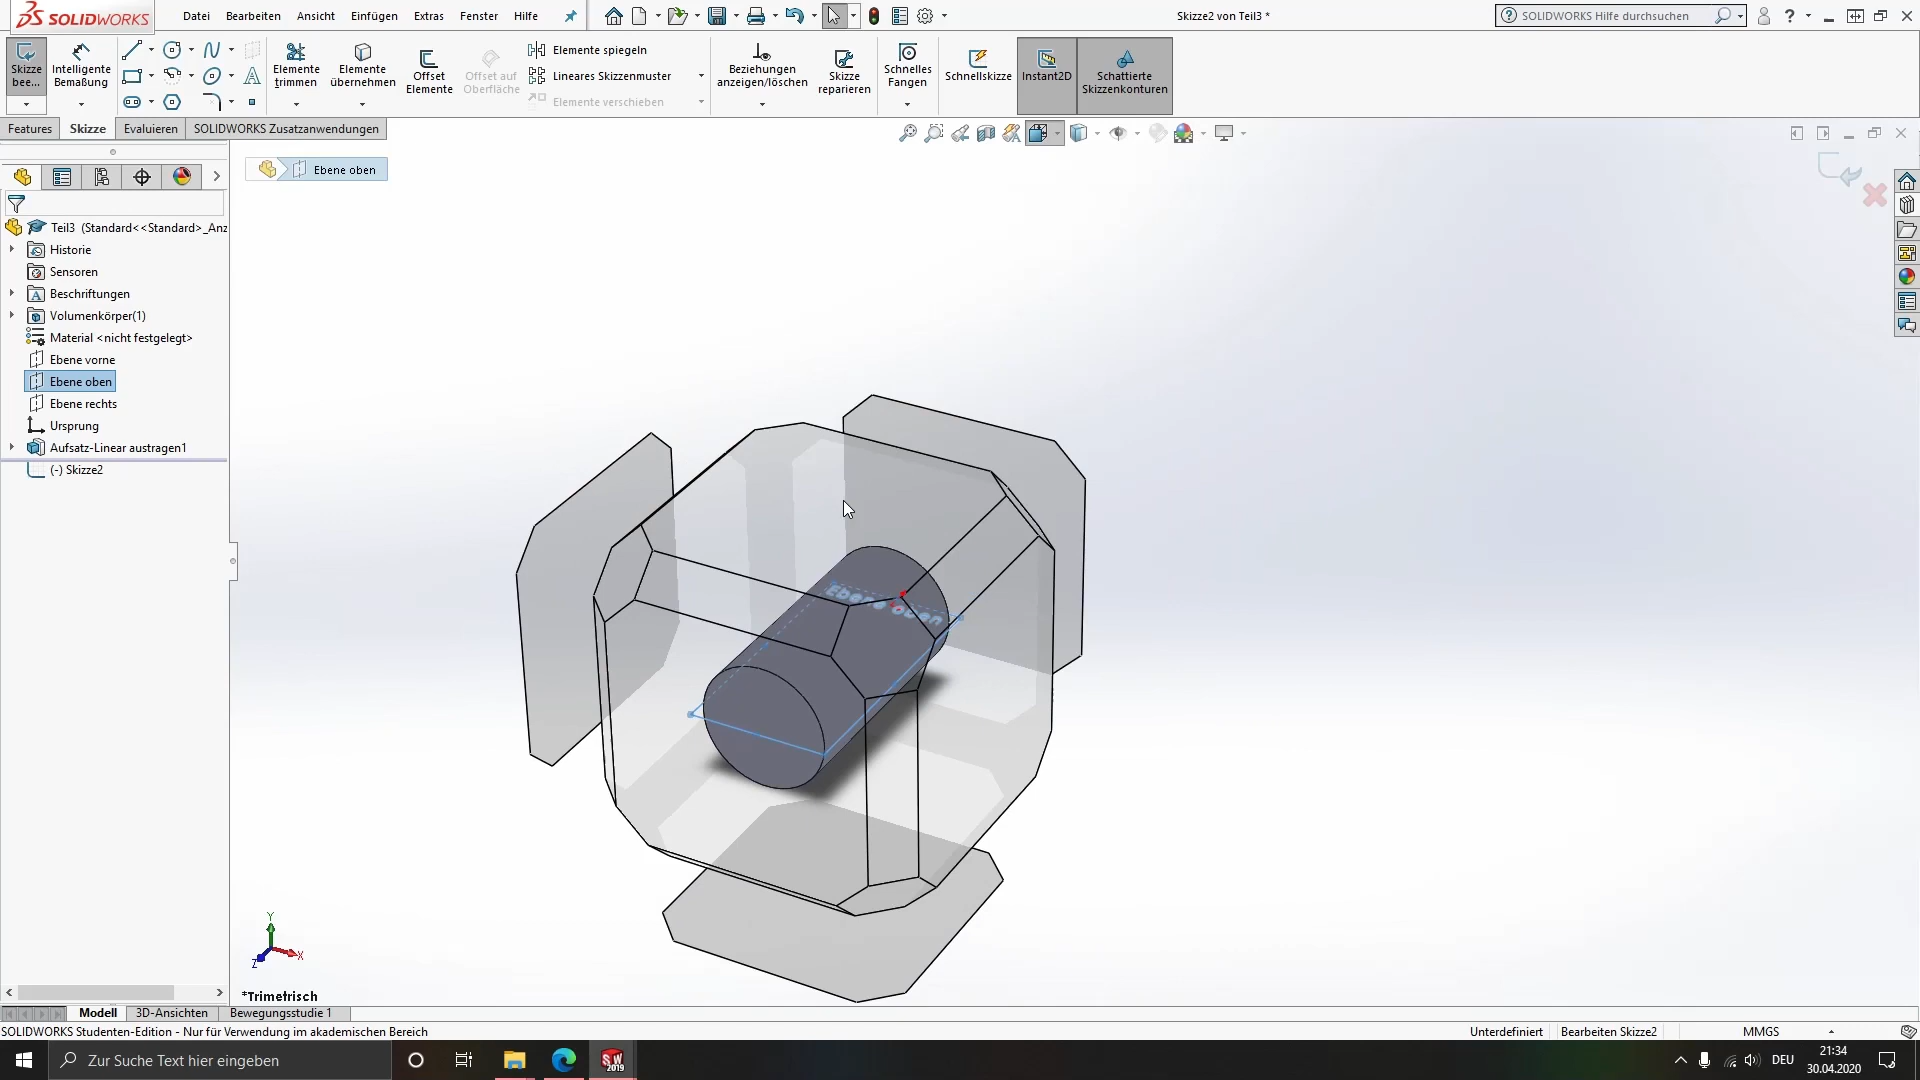 SOLIDWORKS
Datei Bearbeiten Ansicht Einfügen Extras Fenster Hilfe
Skizze2 von Teil3 *
SOLIDWORKS Hilfe durchsuchen
Skizze bee...
Intelligente Bemaßung
Elemente trimmen
Elemente übernehmen
Offset Elemente
Offset auf Oberfläche
Elemente spiegeln
Lineares Skizzenmuster
Elemente verschieben
Beziehungen anzeigen/löschen
Skizze reparieren
Schnelles Fangen
Schnellskizze
Instant2D
Schattierte Skizzenkonturen
Features Skizze Evaluieren SOLIDWORKS Zusatzanwendungen
Ebene oben
Teil3 (Standard<<Standard>_Anz
Historie
Sensoren
Beschriftungen
Volumenkörper(1)
Material <nicht festgelegt>
Ebene vorne
Ebene oben
Ebene rechts
Ursprung
Aufsatz-Linear austragen1
(-) Skizze2
Ebene oben
Y
X
Z
*Trimetrisch
Modell 3D-Ansichten Bewegungsstudie 1
SOLIDWORKS Studenten-Edition - Nur für Verwendung im akademischen Bereich
Unterdefiniert Bearbeiten Skizze2 MMGS
Zur Suche Text hier eingeben
SW 2019
DEU
21:34
30.04.2020